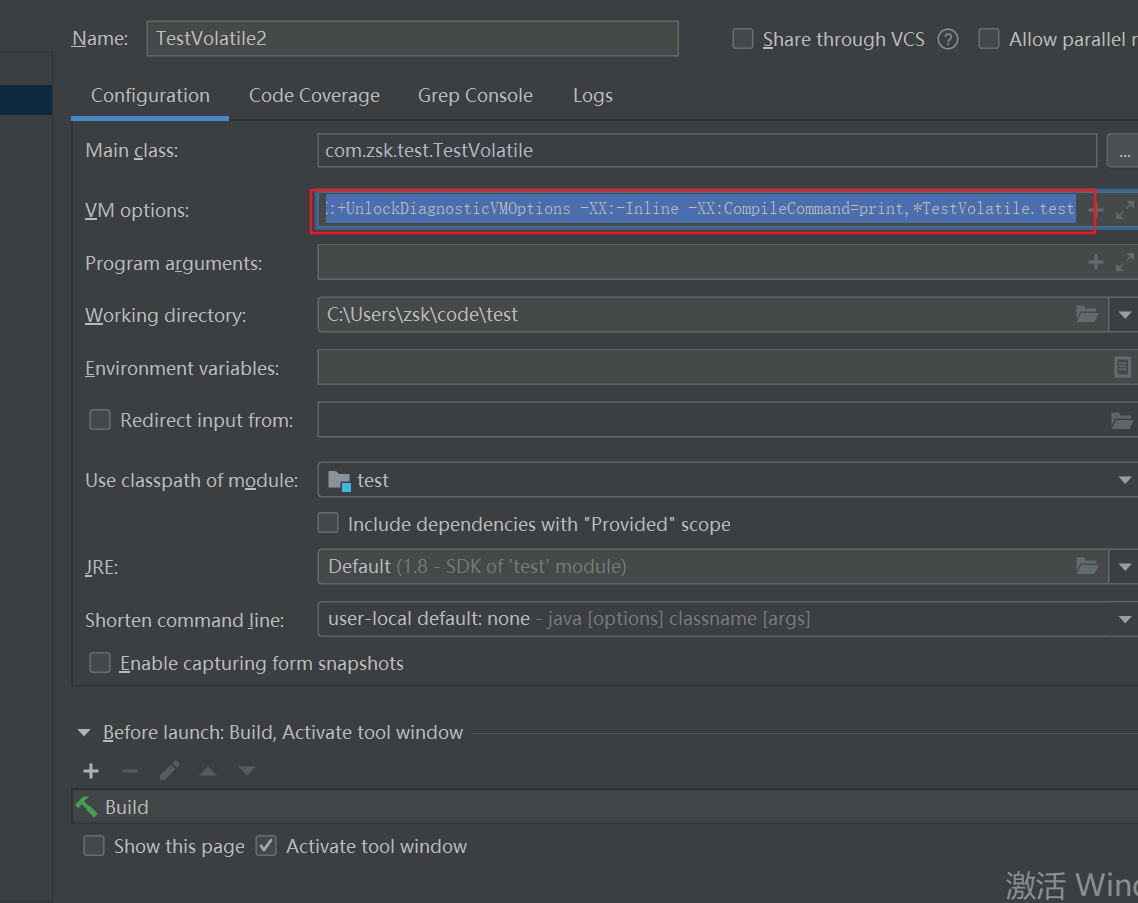 Name: TestVolatile2 Share through VCS ? Allow parallel r
Configuration Code Coverage Grep Console Logs
Main class: com.zsk.test.TestVolatile ...
VM options: :+UnlockDiagnosticVMOptions -XX:-Inline -XX:CompileCommand=print,*TestVolatile.test
Program arguments:
Working directory: C:\Users\zsk\code\test
Environment variables:
Redirect input from:
Use classpath of module: test
Include dependencies with "Provided" scope
JRE: Default (1.8 - SDK of 'test' module)
Shorten command line: user-local default: none - java [options] classname [args]
Enable capturing form snapshots
Before launch: Build, Activate tool window
Build
Show this page Activate tool window
激活 Wind